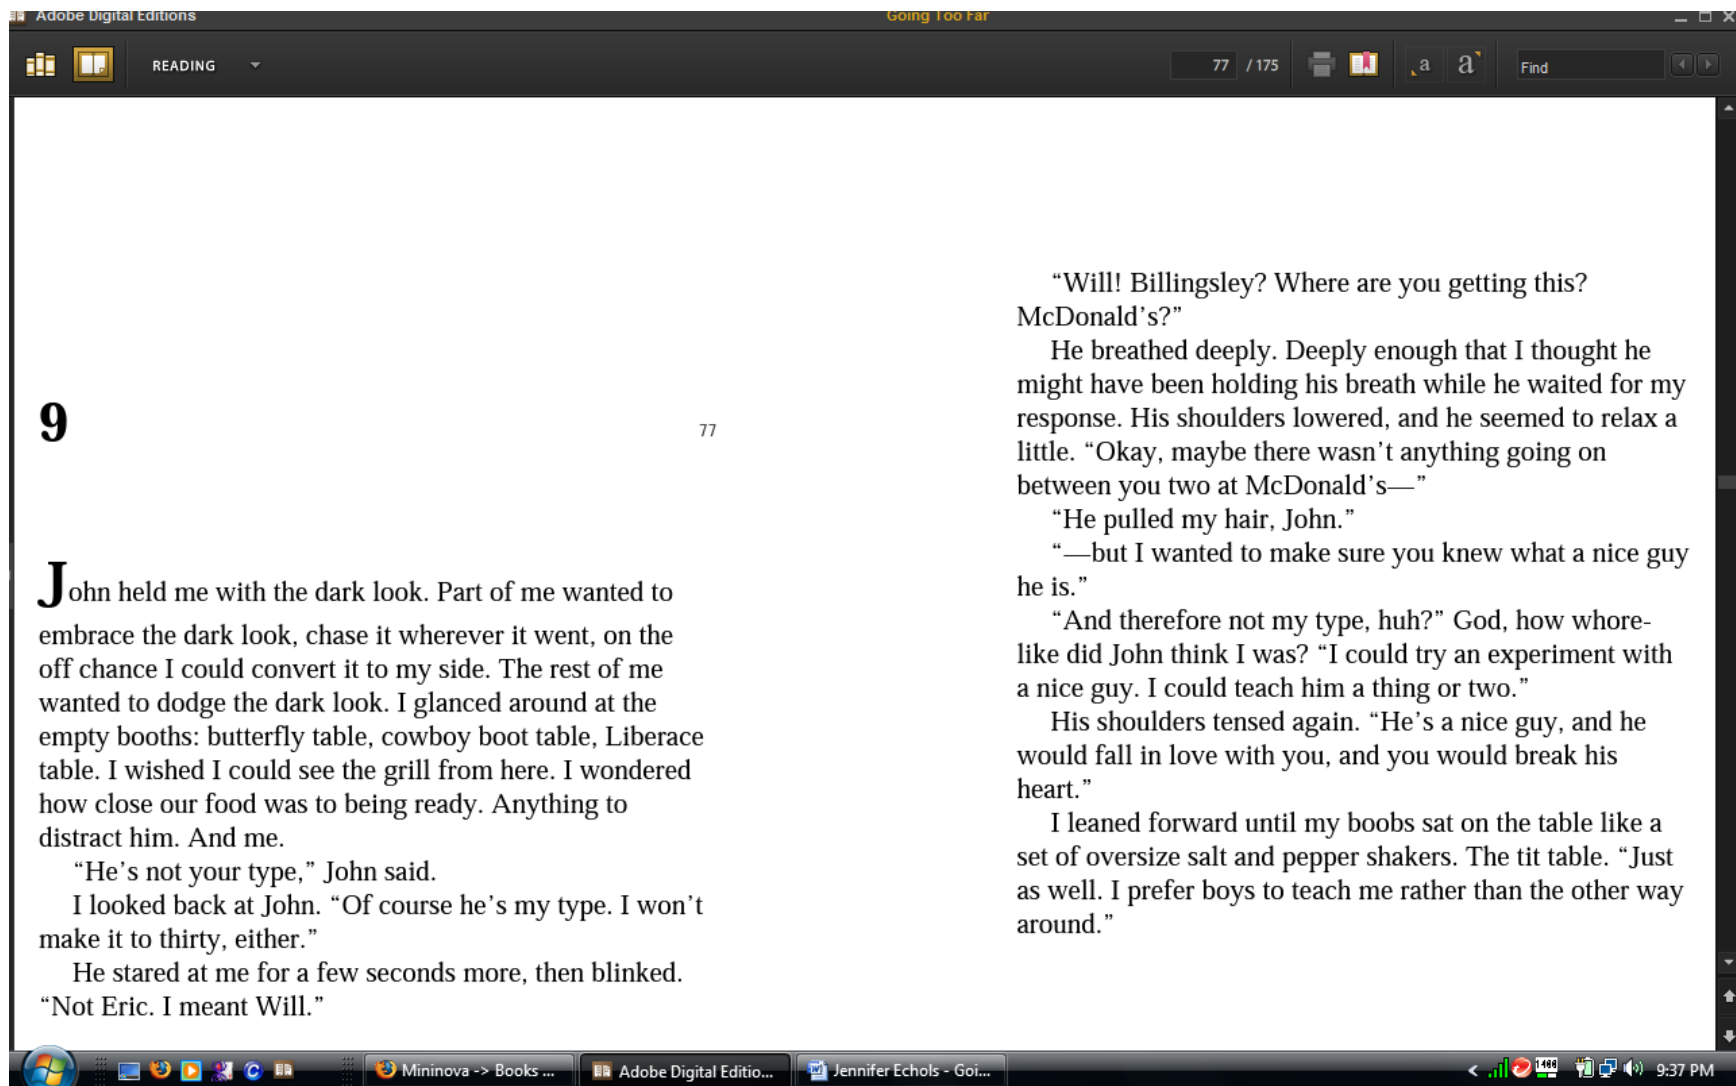 Adobe Digital Editions
Going Too Far
READING
77 / 175
a
a
Find
9
77
John held me with the dark look. Part of me wanted to
embrace the dark look, chase it wherever it went, on the
off chance I could convert it to my side. The rest of me
wanted to dodge the dark look. I glanced around at the
empty booths: butterfly table, cowboy boot table, Liberace
table. I wished I could see the grill from here. I wondered
how close our food was to being ready. Anything to
distract him. And me.
“He’s not your type,” John said.
I looked back at John. “Of course he’s my type. I won’t
make it to thirty, either.”
He stared at me for a few seconds more, then blinked.
“Not Eric. I meant Will.”
“Will! Billingsley? Where are you getting this?
McDonald’s?”
He breathed deeply. Deeply enough that I thought he
might have been holding his breath while he waited for my
response. His shoulders lowered, and he seemed to relax a
little. “Okay, maybe there wasn’t anything going on
between you two at McDonald’s—”
“He pulled my hair, John.”
“—but I wanted to make sure you knew what a nice guy
he is.”
“And therefore not my type, huh?” God, how whore-
like did John think I was? “I could try an experiment with
a nice guy. I could teach him a thing or two.”
His shoulders tensed again. “He’s a nice guy, and he
would fall in love with you, and you would break his
heart.”
I leaned forward until my boobs sat on the table like a
set of oversize salt and pepper shakers. The tit table. “Just
as well. I prefer boys to teach me rather than the other way
around.”
Mininova -> Books ...
Adobe Digital Editio...
Jennifer Echols - Goi...
9:37 PM